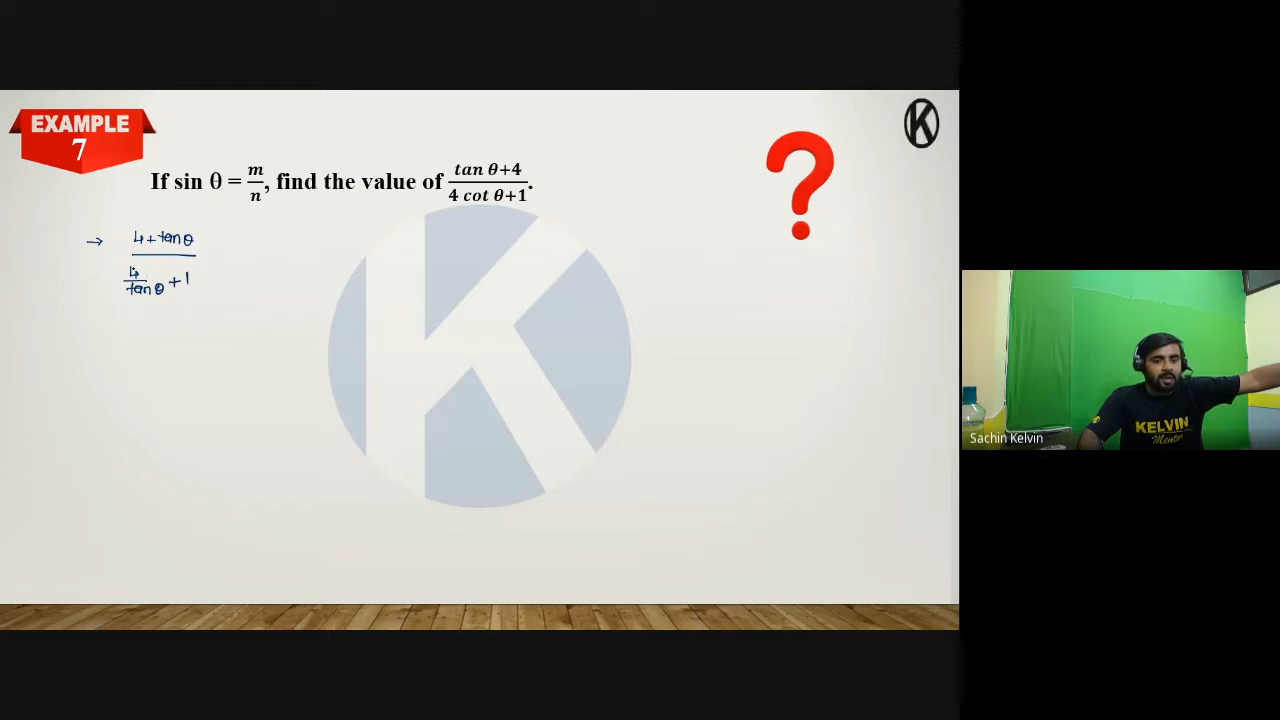 EXAMPLE
7
K
If sin θ = m/n, find the value of tan θ+4/4 cot θ+1.
→ 4+tanθ
4/tanθ +1
KELVIN
Mentor
Sachin Kelvin